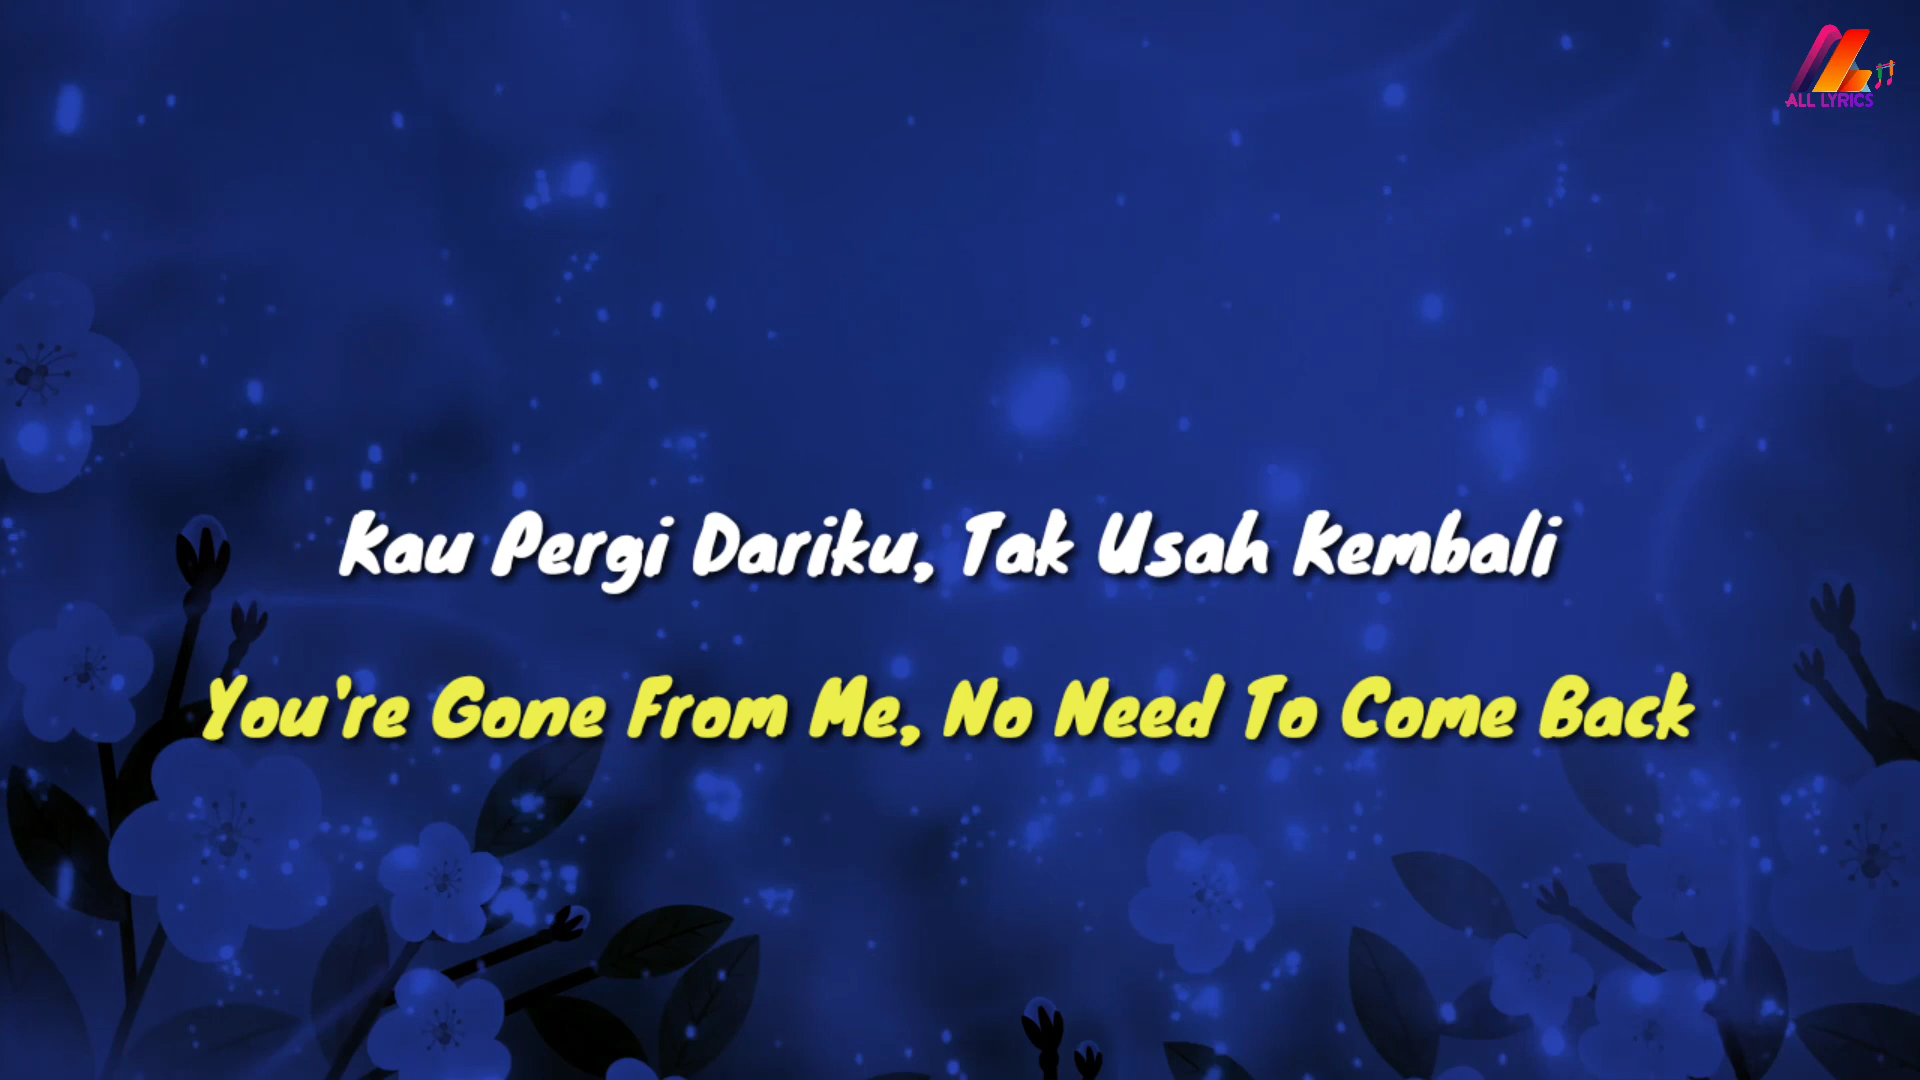 ALL LYRICS
Kau Pergi Dariku, Tak Usah Kembali
You're Gone From Me, No Need To Come Back